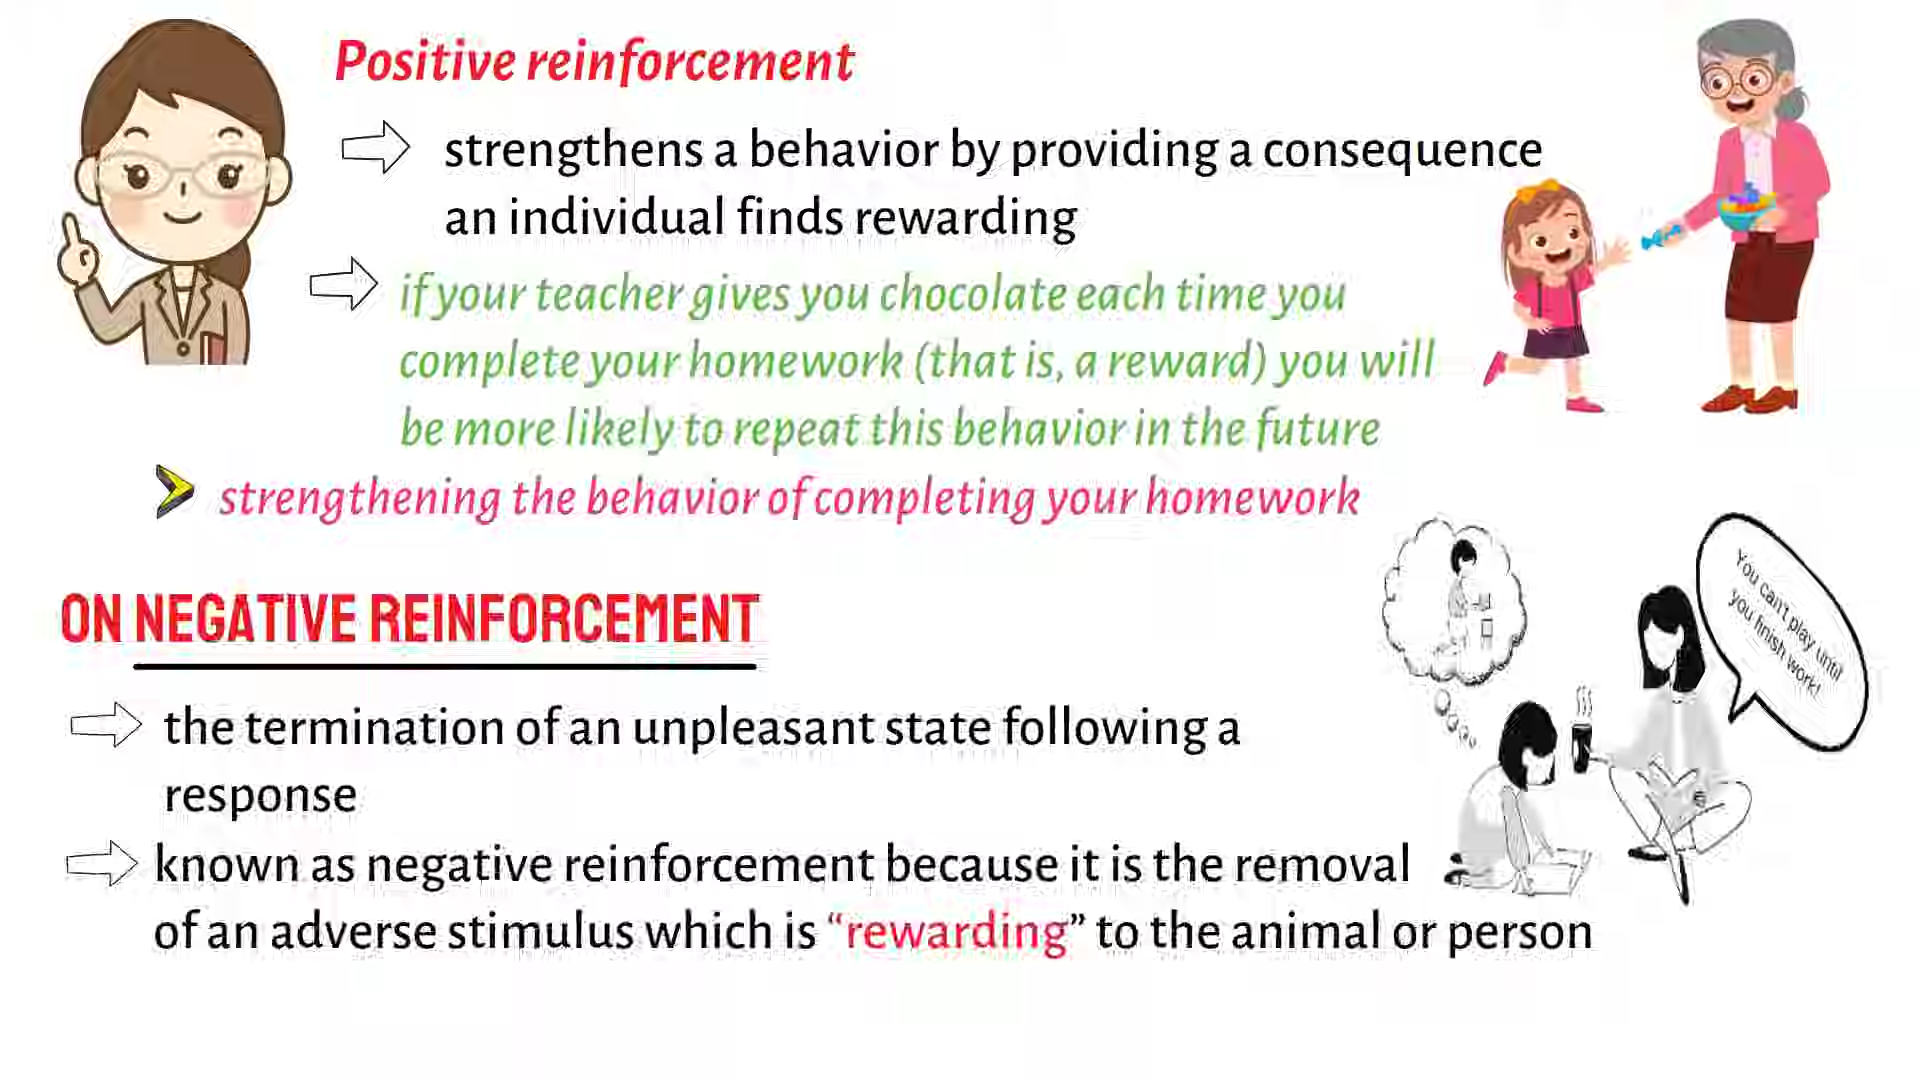 Positive reinforcement
strengthens a behavior by providing a consequence
an individual finds rewarding
if your teacher gives you chocolate each time you
complete your homework (that is, a reward) you will
be more likely to repeat this behavior in the future
strengthening the behavior of completing your homework
ON NEGATIVE REINFORCEMENT
You can't play until
you finish work!
the termination of an unpleasant state following a
response
known as negative reinforcement because it is the removal
of an adverse stimulus which is “rewarding” to the animal or person